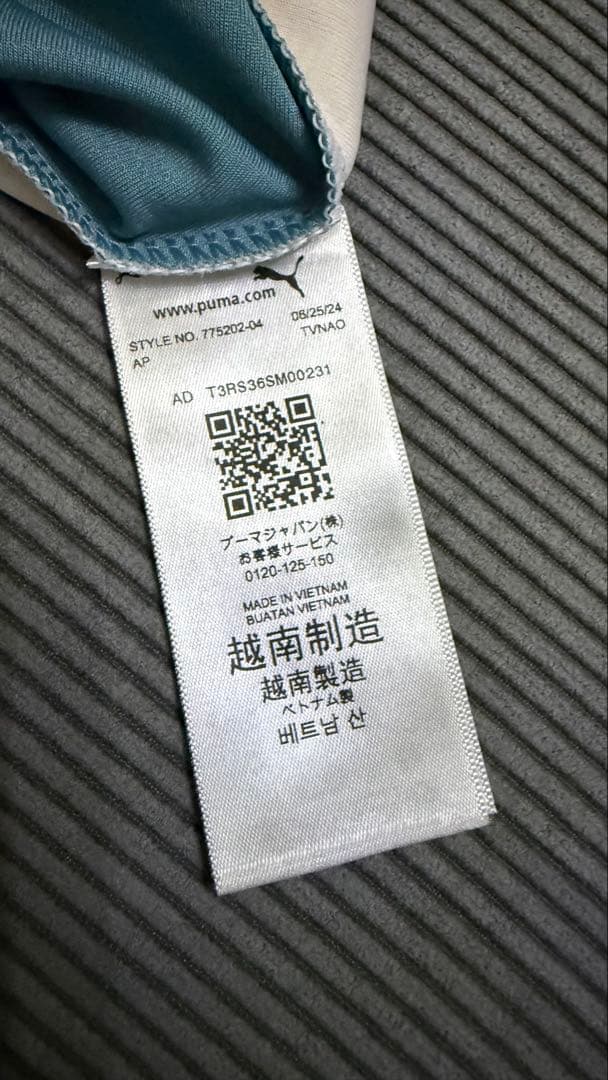 www.puma.com
STYLE NO. 775202-04 06/25/24
AP TVNAO
AD T3RS36SM00231
プーマジャパン(株)
お客様サービス
0120-125-150
MADE IN VIETNAM
BUATAN VIETNAM
越南制造
越南製造
ベトナム製
베트남 산